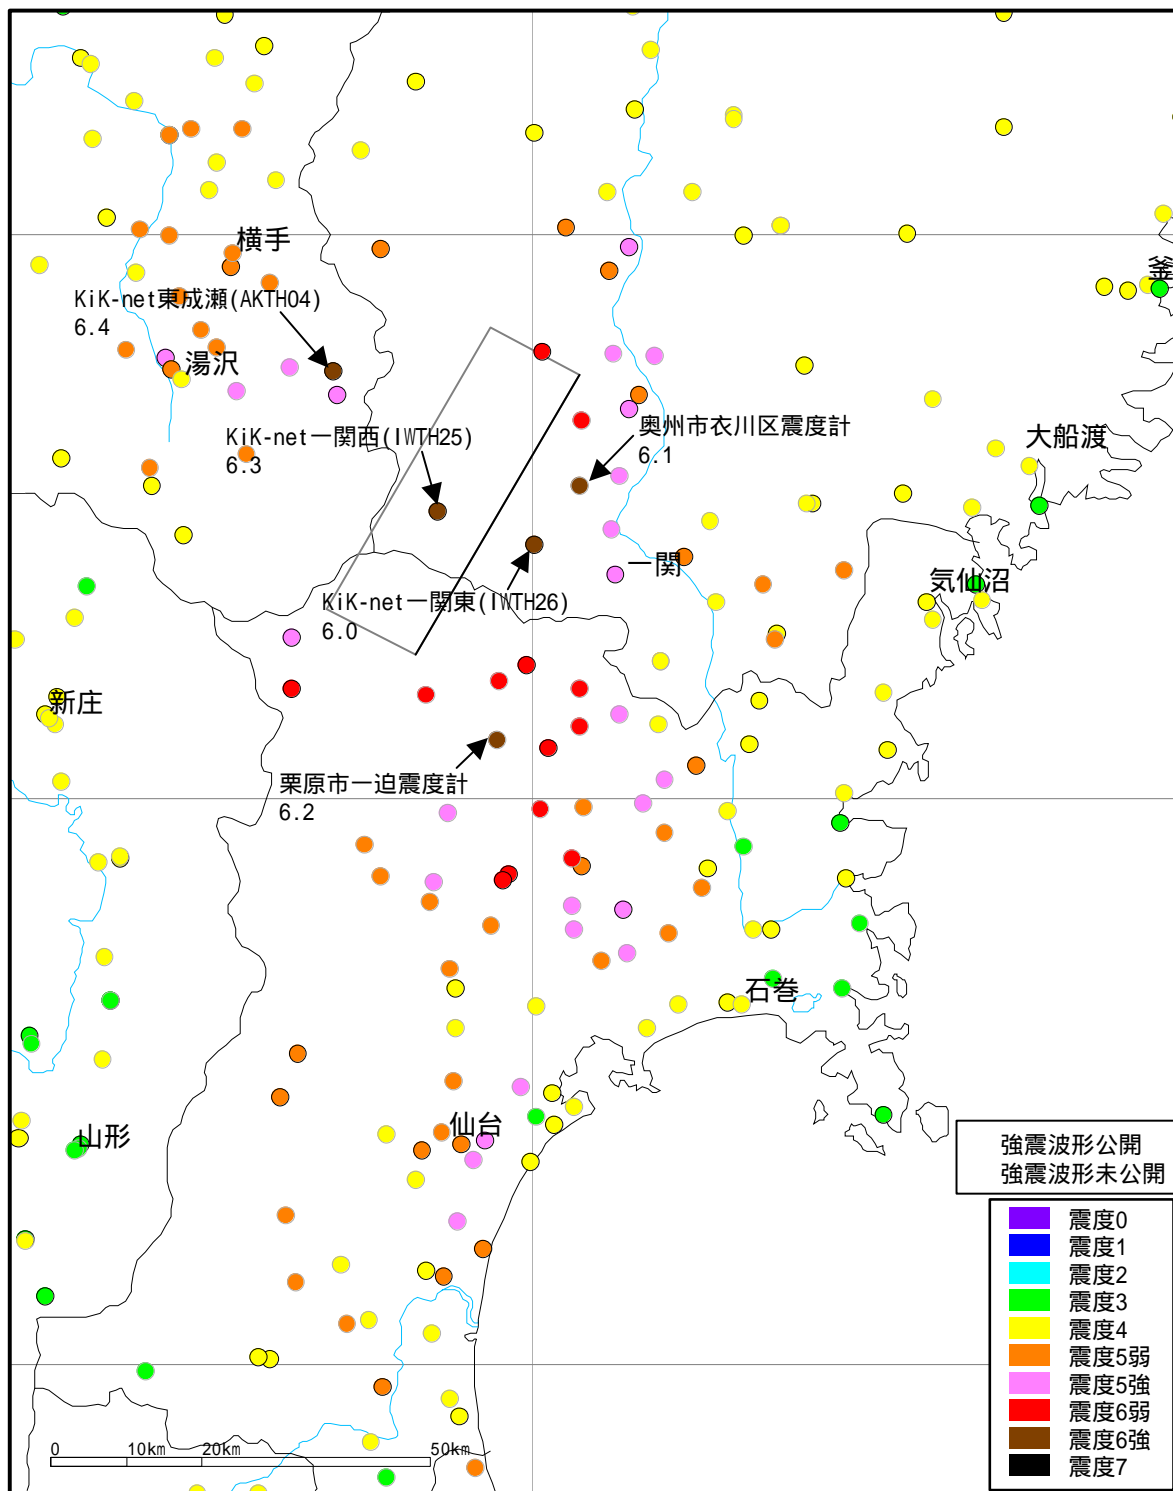 横手
釜
KiK-net東成瀬(AKTH04)
6.4
湯沢
KiK-net一関西(IWTH25)
6.3
奥州市衣川区震度計
6.1
大船渡
一関
気仙沼
KiK-net一関東(IWTH26)
6.0
新庄
栗原市一迫震度計
6.2
石巻
仙台
山形
強震波形公開
強震波形未公開
震度0
震度1
震度2
震度3
震度4
震度5弱
震度5強
震度6弱
震度6強
震度7
0 10km 20km 50km